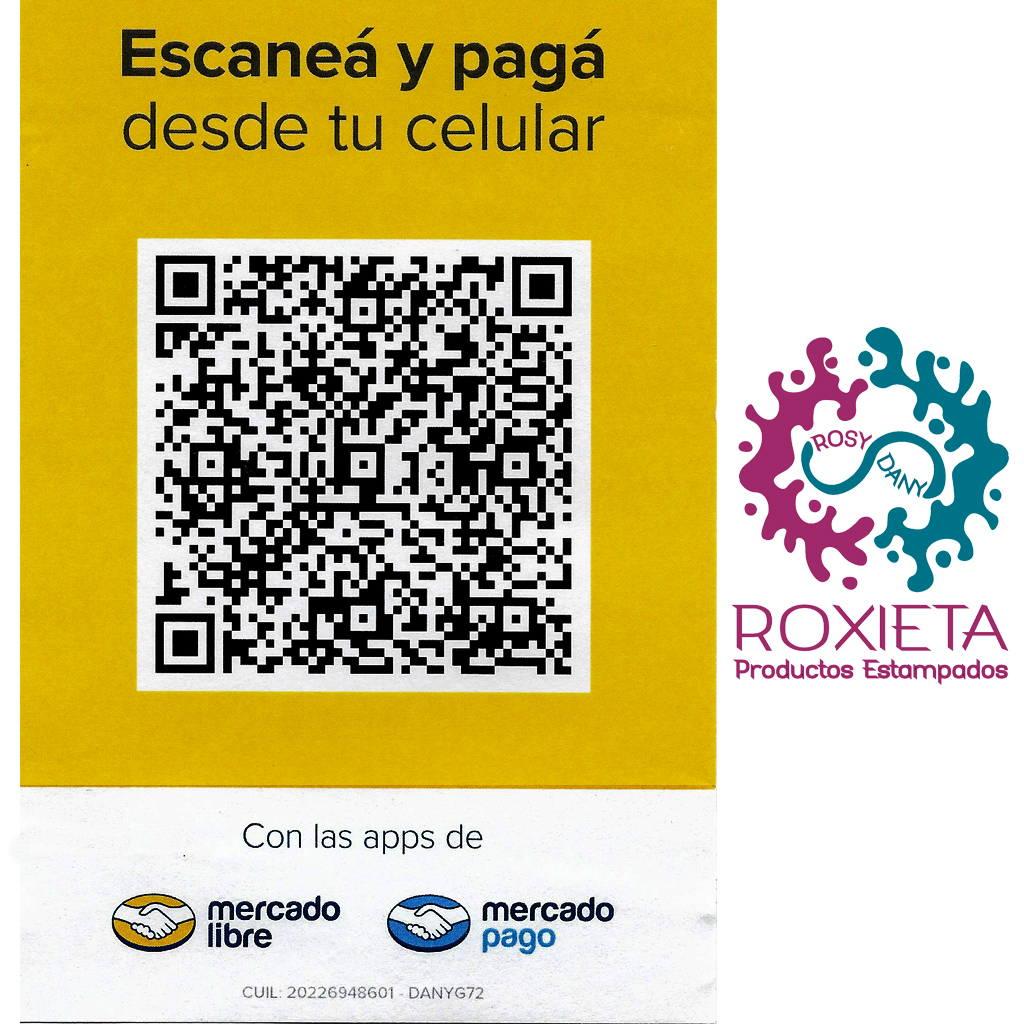 Escaneá y pagá
desde tu celular
ROSY
DANY
ROXIETA
Productos Estampados
Con las apps de
mercado
libre
mercado
pago
CUIL: 20226948601 - DANYG72